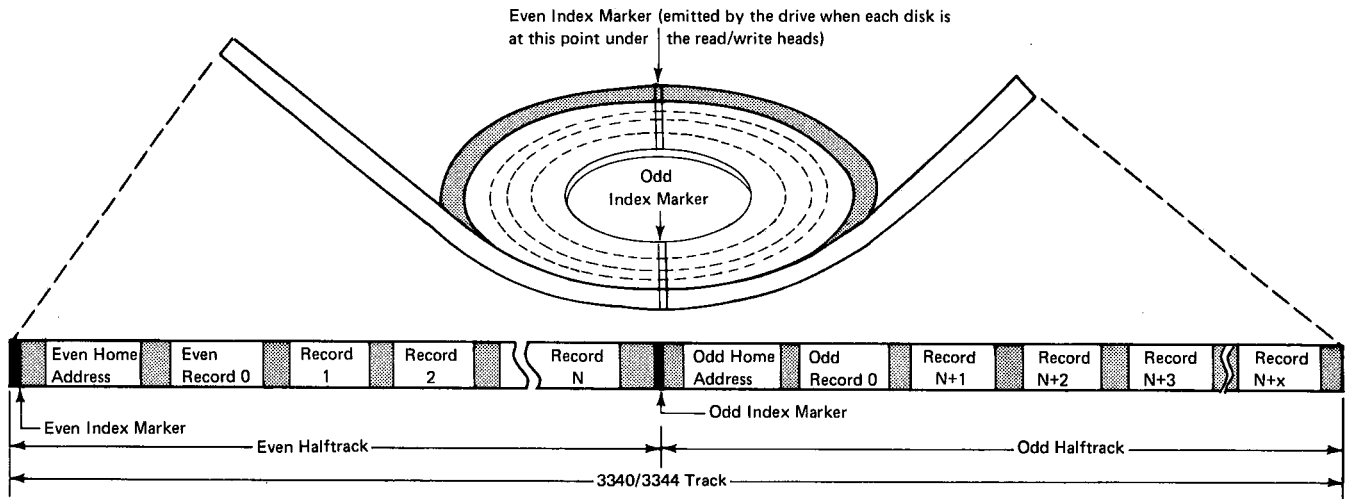 Even Index Marker (emitted by the drive when each disk is
at this point under the read/write heads)
Odd
Index Marker
Even Home
Address
Even
Record 0
Record
1
Record
2
Record
N
Odd Home
Address
Odd
Record 0
Record
N+1
Record
N+2
Record
N+3
Record
N+x
Even Index Marker
Odd Index Marker
Even Halftrack
Odd Halftrack
3340/3344 Track